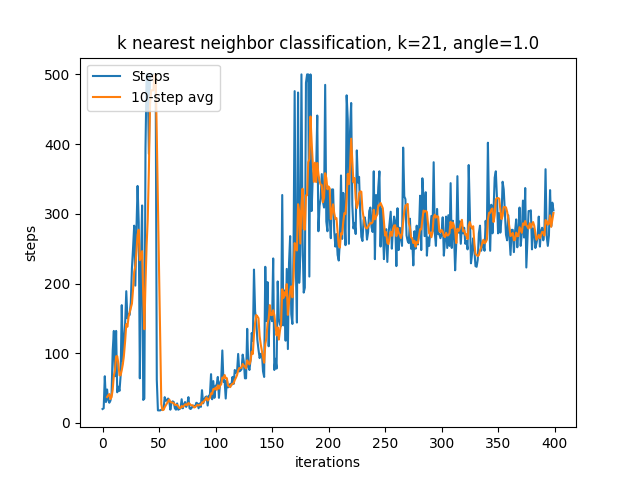 k nearest neighbor classification, k=21, angle=1.0
500
400
300
200
100
0
steps
Steps
10-step avg
0 50 100 150 200 250 300 350 400
iterations